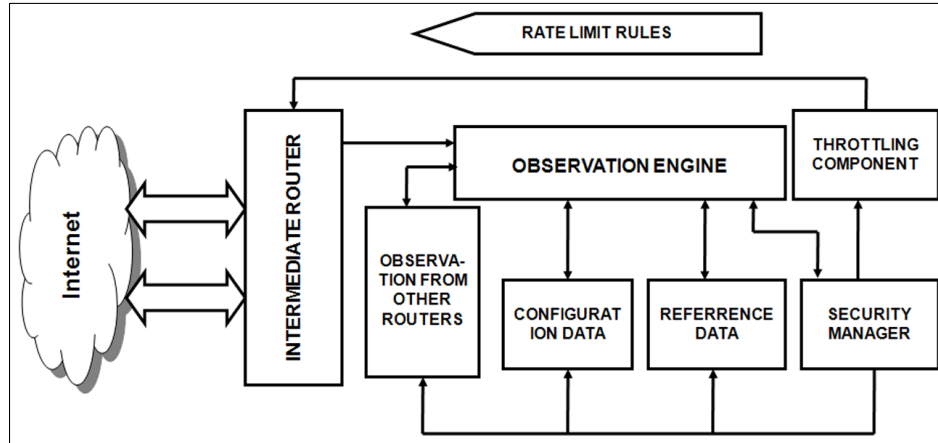 RATE LIMIT RULES
Internet
INTERMEDIATE ROUTER
OBSERVATION ENGINE
THROTTLING
COMPONENT
OBSERVA-
TION FROM
OTHER
ROUTERS
CONFIGURAT
ION DATA
REFERRENCE
DATA
SECURITY
MANAGER